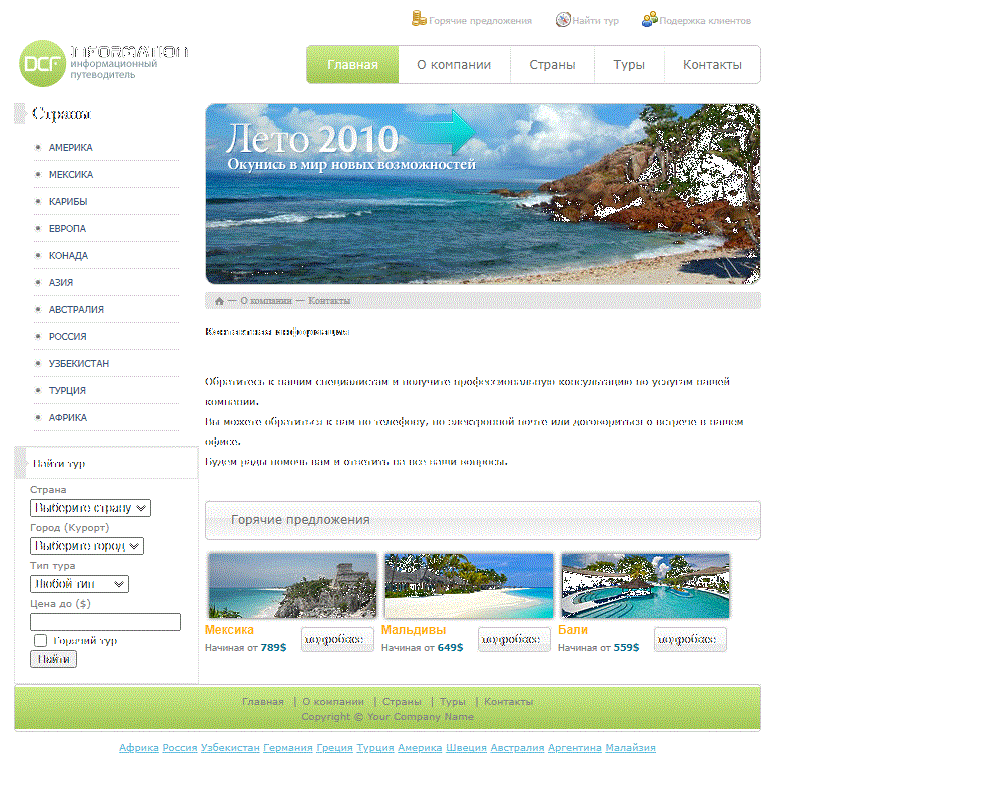 Горячие предложения Найти тур Подержка клиентов
DCF INFORMATION
информационный
путеводитель
Главная О компании Страны Туры Контакты
Страны
АМЕРИКА
МЕКСИКА
КАРИБЫ
ЕВРОПА
КОНАДА
АЗИЯ
АВСТРАЛИЯ
РОССИЯ
УЗБЕКИСТАН
ТУРЦИЯ
АФРИКА
Найти тур
Страна
Выберите страну
Город (Курорт)
Выберите город
Тип тура
Любой тип
Цена до ($)
Горячий тур
Найти
Лето 2010
Окунись в мир новых возможностей
— О компании — Контакты
Контактная информация
Обратитесь к нашим специалистам и получите профессиональную консультацию по услугам нашей
компании.
Вы можете обратиться к нам по телефону, по электронной почте или договориться о встрече в нашем
офисе.
Будем рады помочь вам и ответить на все ваши вопросы.
Горячие предложения
Мексика
Начиная от 789$ подробнее
Мальдивы
Начиная от 649$ подробнее
Бали
Начиная от 559$ подробнее
Главная | О компании | Страны | Туры | Контакты
Copyright © Your Company Name
Африка Россия Узбекистан Германия Греция Турция Америка Швеция Австралия Аргентина Малайзия